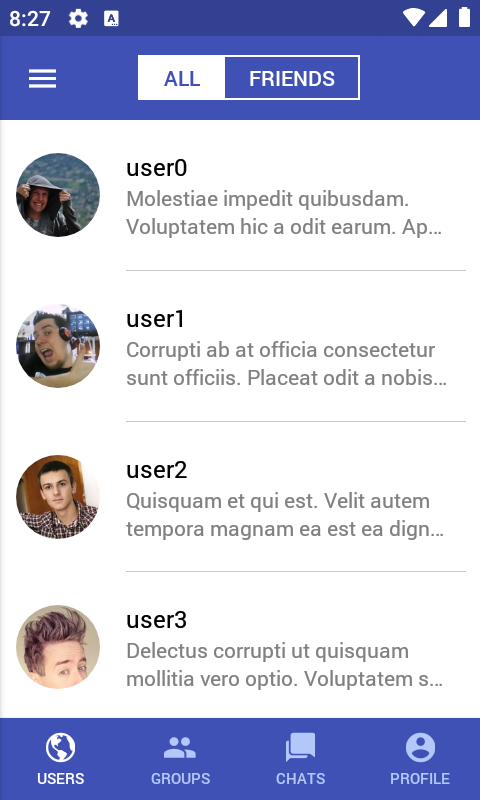 8:27
ALL FRIENDS
user0
Molestiae impedit quibusdam.
Voluptatem hic a odit earum. Ap...
user1
Corrupti ab at officia consectetur
sunt officiis. Placeat odit a nobis...
user2
Quisquam et qui est. Velit autem
tempora magnam ea est ea dign...
user3
Delectus corrupti ut quisquam
mollitia vero optio. Voluptatem s...
USERS GROUPS CHATS PROFILE